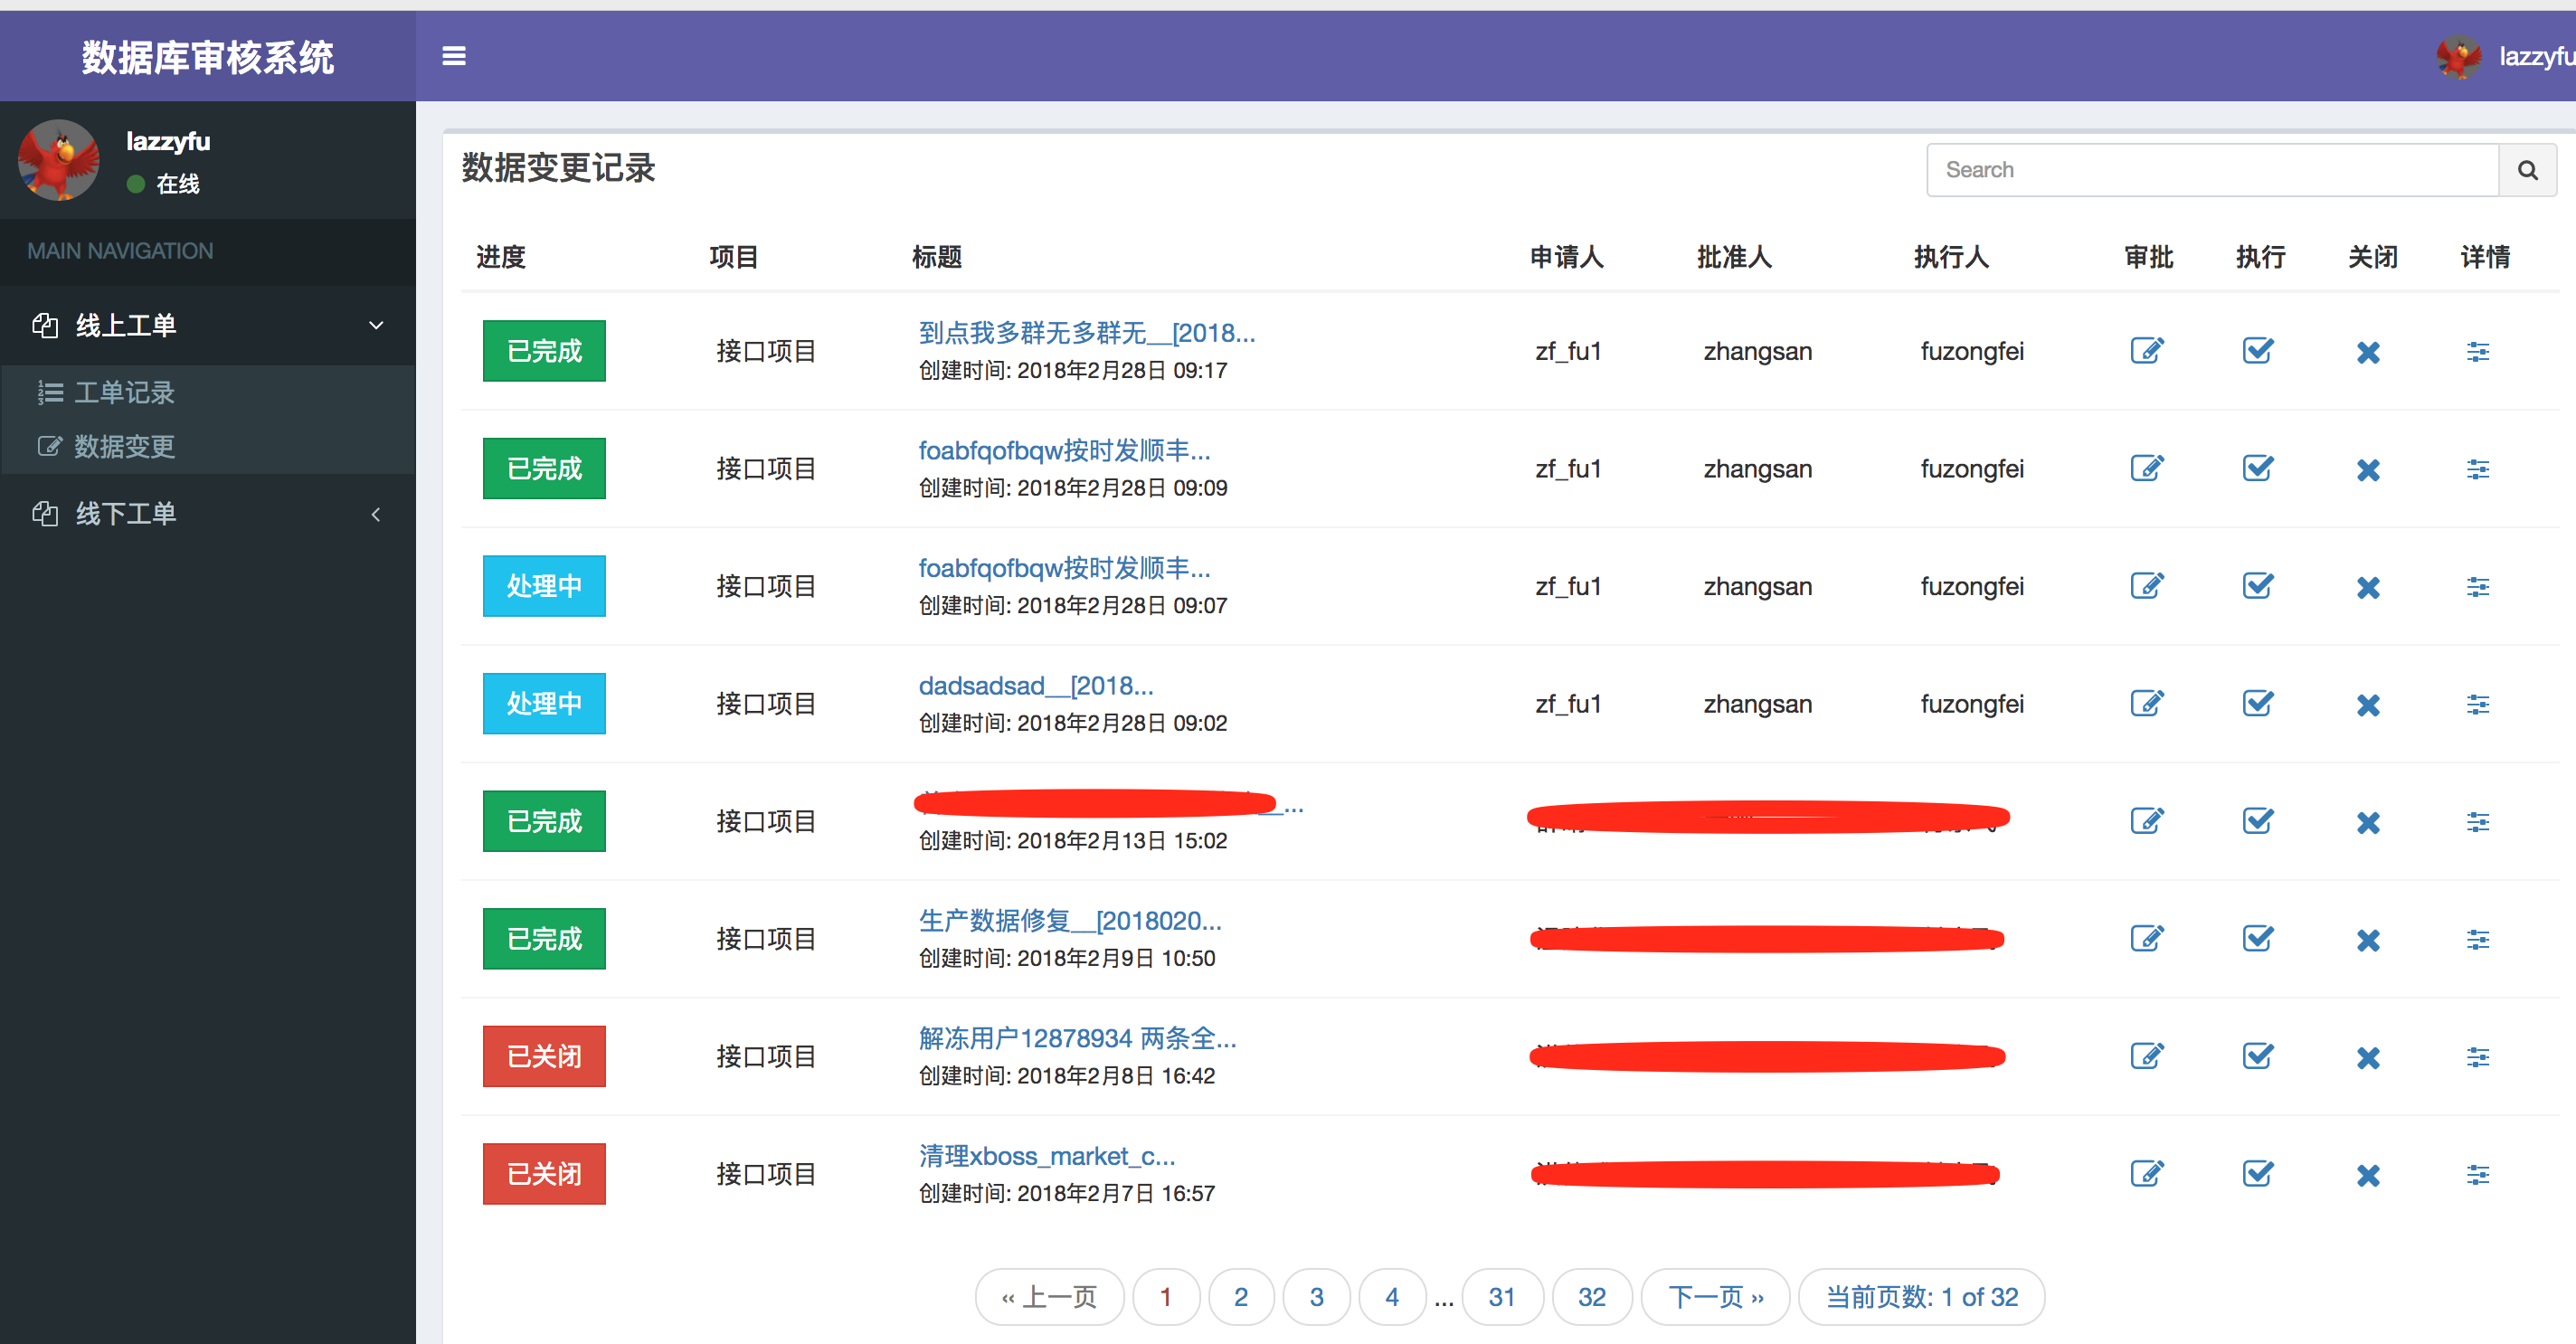 数据库审核系统
lazzyfu
lazzyfu
在线
MAIN NAVIGATION
线上工单
工单记录
数据变更
线下工单
数据变更记录
Search
进度 项目 标题 申请人 批准人 执行人 审批 执行 关闭 详情
已完成 接口项目 到点我多群无多群无__[2018... zf_fu1 zhangsan fuzongfei
创建时间: 2018年2月28日 09:17
已完成 接口项目 foabfqofbqw按时发顺丰... zf_fu1 zhangsan fuzongfei
创建时间: 2018年2月28日 09:09
处理中 接口项目 foabfqofbqw按时发顺丰... zf_fu1 zhangsan fuzongfei
创建时间: 2018年2月28日 09:07
处理中 接口项目 dadsadsad__[2018... zf_fu1 zhangsan fuzongfei
创建时间: 2018年2月28日 09:02
已完成 接口项目 __...
创建时间: 2018年2月13日 15:02
已完成 接口项目 生产数据修复__[2018020...
创建时间: 2018年2月9日 10:50
已关闭 接口项目 解冻用户12878934 两条全...
创建时间: 2018年2月8日 16:42
已关闭 接口项目 清理xboss_market_c...
创建时间: 2018年2月7日 16:57
« 上一页 1 2 3 4 ... 31 32 下一页 » 当前页数: 1 of 32